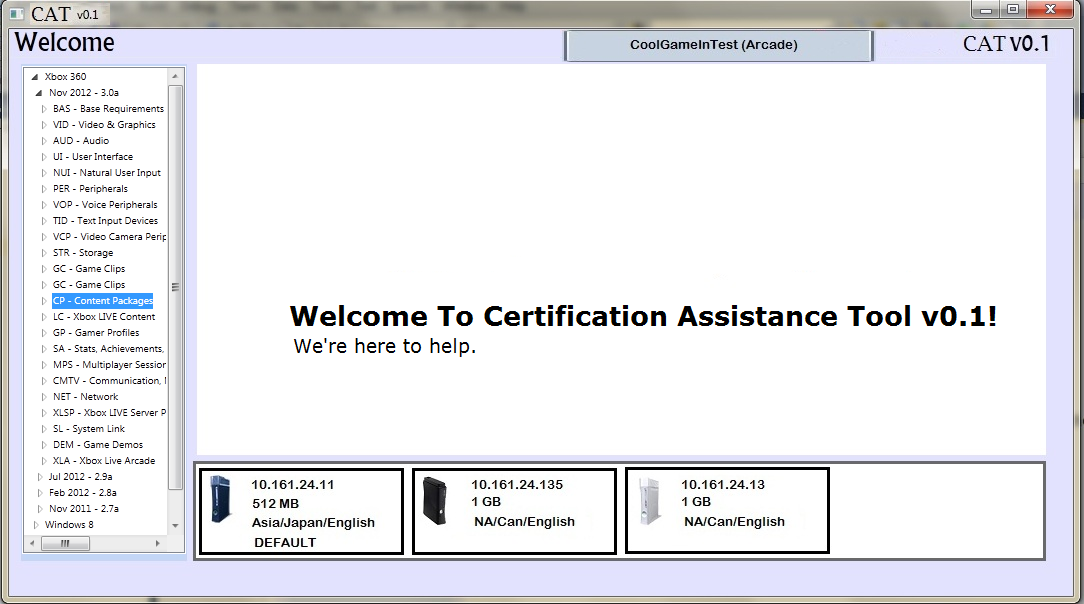 CAT v0.1
Welcome
CoolGameInTest (Arcade)
CAT v0.1
Xbox 360
Nov 2012 - 3.0a
BAS - Base Requirements
VID - Video & Graphics
AUD - Audio
UI - User Interface
NUI - Natural User Input
PER - Peripherals
VOP - Voice Peripherals
TID - Text Input Devices
VCP - Video Camera Perip
STR - Storage
GC - Game Clips
GC - Game Clips
CP - Content Packages
LC - Xbox LIVE Content
GP - Gamer Profiles
SA - Stats, Achievements,
MPS - Multiplayer Session
CMTV - Communication,
NET - Network
XLSP - Xbox LIVE Server P
SL - System Link
DEM - Game Demos
XLA - Xbox Live Arcade
Jul 2012 - 2.9a
Feb 2012 - 2.8a
Nov 2011 - 2.7a
Windows 8
Welcome To Certification Assistance Tool v0.1!
We're here to help.
10.161.24.11
512 MB
Asia/Japan/English
DEFAULT
10.161.24.135
1 GB
NA/Can/English
10.161.24.13
1 GB
NA/Can/English